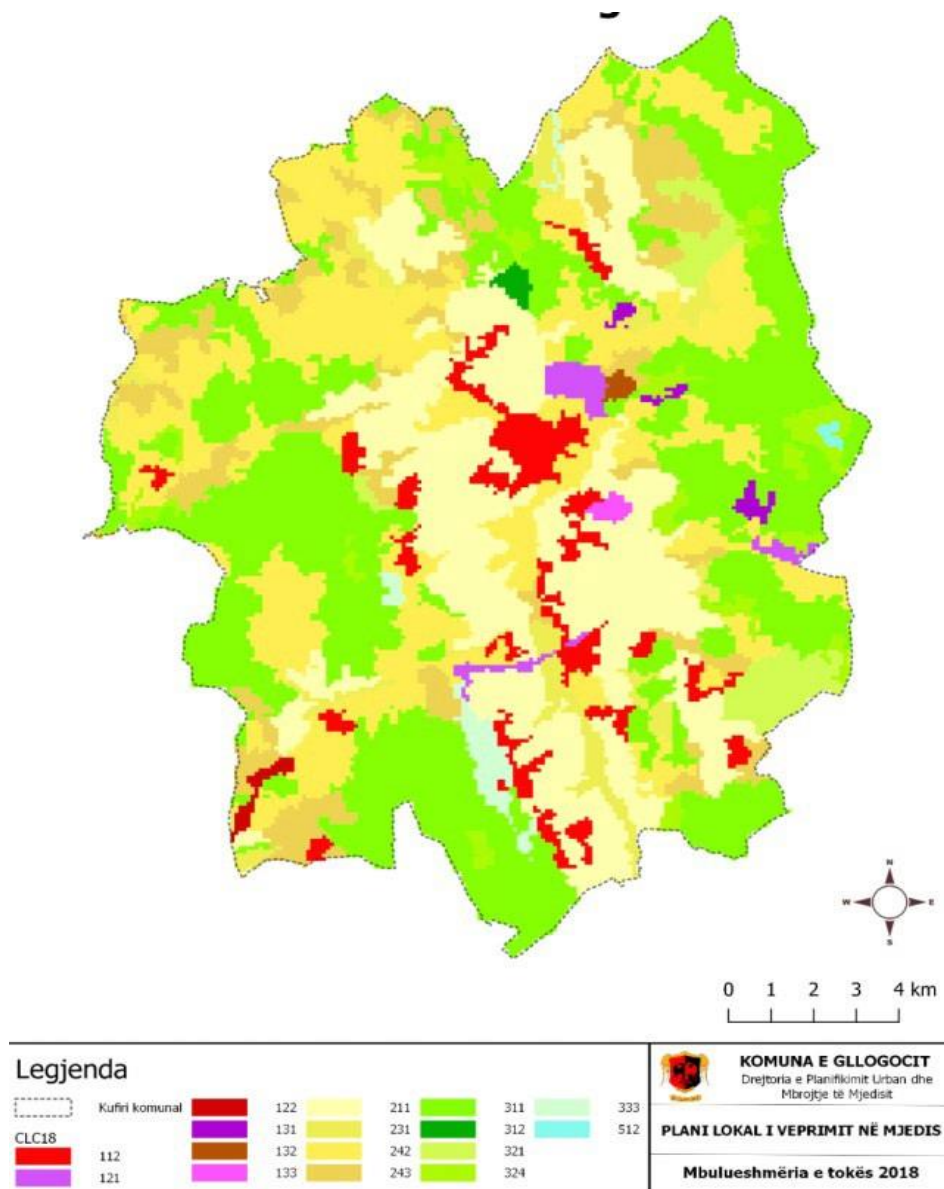 N
W E
S
0 1 2 3 4 km
Legjenda
Kufiri komunal
CLC18
112
121
122
131
132
133
211
231
242
243
311
312
321
324
333
512
KOMUNA E GLLOGOCIT
Drejtoria e Planifikimit Urban dhe
Mbrojtje të Mjedisit
PLANI LOKAL I VEPRIMIT NË MJEDIS
Mbulueshmëria e tokës 2018